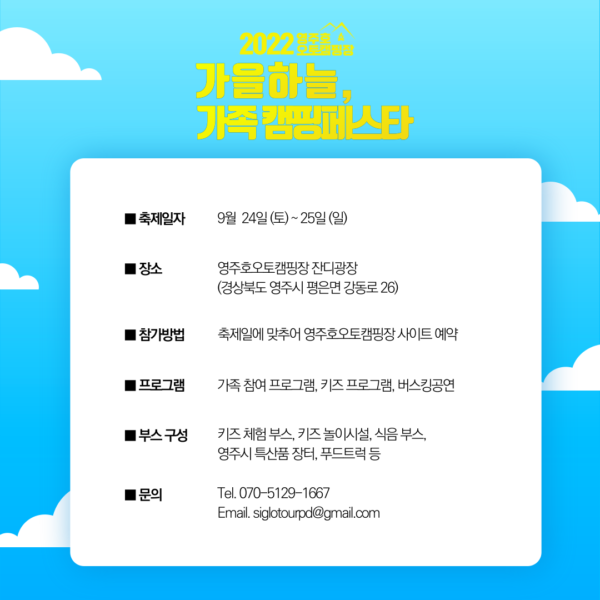 2022 영주호
오토캠핑장
가을하늘,
가족 캠핑페스타
■ 축제일자 9월 24일 (토) ~ 25일 (일)
■ 장소 영주호오토캠핑장 잔디광장
(경상북도 영주시 평은면 강동로 26)
■ 참가방법 축제일에 맞추어 영주호오토캠핑장 사이트 예약
■ 프로그램 가족 참여 프로그램, 키즈 프로그램, 버스킹공연
■ 부스 구성 키즈 체험 부스, 키즈 놀이시설, 식음 부스,
영주시 특산품 장터, 푸드트럭 등
■ 문의 Tel. 070-5129-1667
Email. siglotourpd@gmail.com